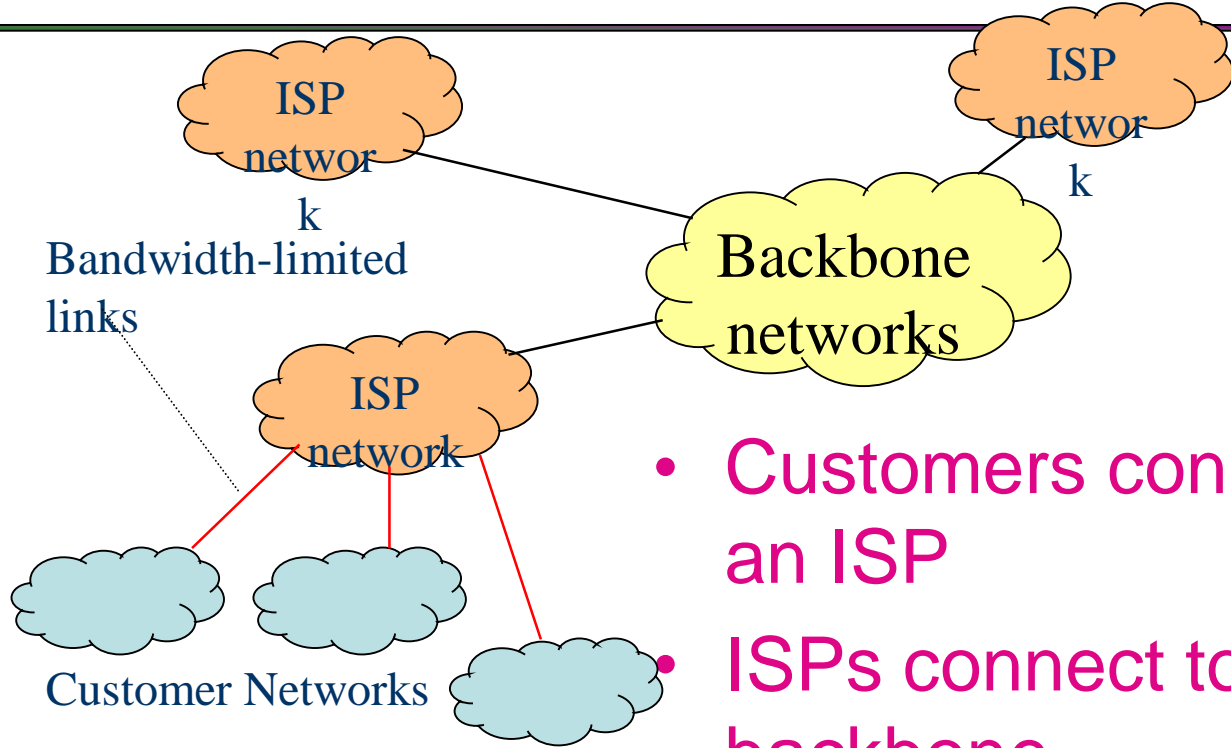 ISP
networ
k
ISP
networ
k
Bandwidth-limited
links
Backbone
networks
ISP
network
Customer Networks
• Customers con
an ISP
• ISPs connect to
backbone